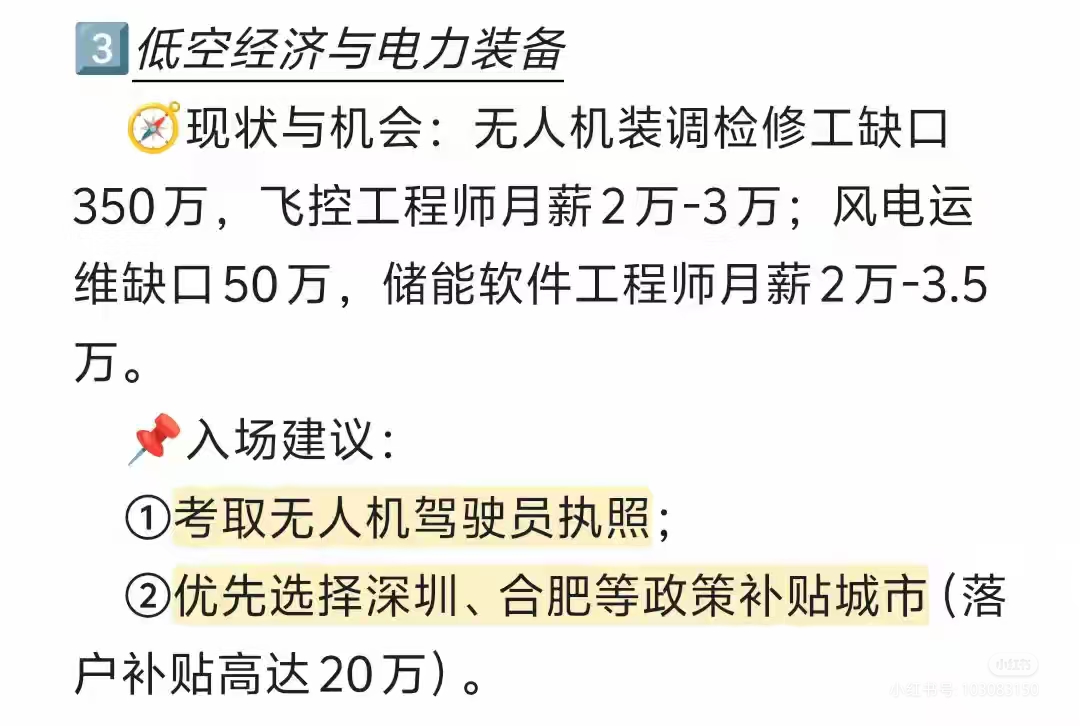 3 低空经济与电力装备
现状与机会：无人机装调检修工缺口
350万，飞控工程师月薪2万-3万；风电运
维缺口50万，储能软件工程师月薪2万-3.5
万。
入场建议：
①考取无人机驾驶员执照；
②优先选择深圳、合肥等政策补贴城市（落
户补贴高达20万）。
小红书